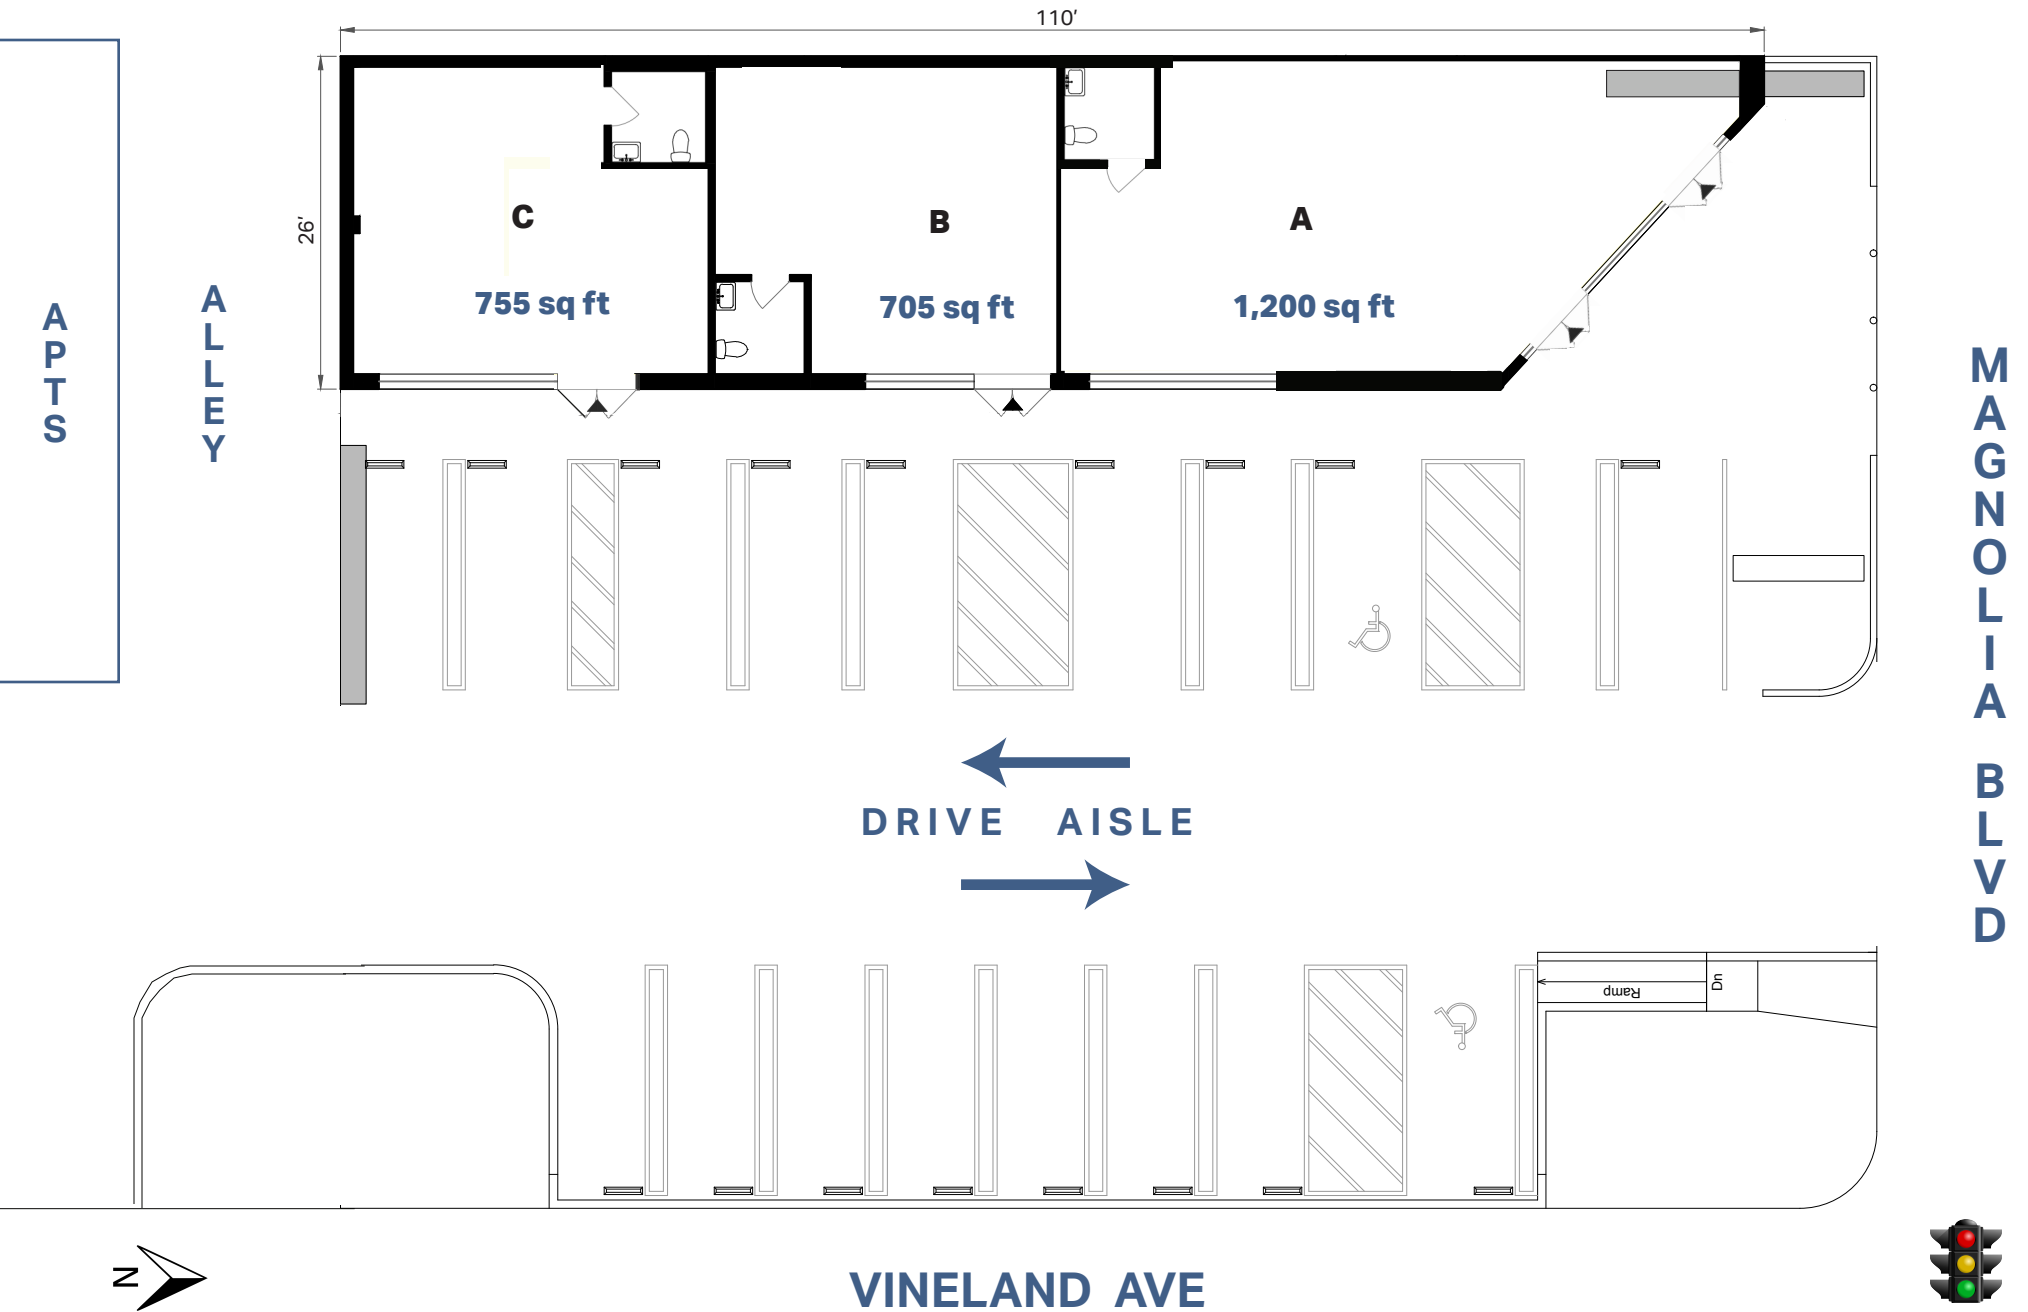 110'
26'
C
755 sq ft
B
705 sq ft
A
1,200 sq ft
APTS
ALLEY
MAGNOLIA BLVD
DRIVE AISLE
Ramp
Dn
N
VINELAND AVE